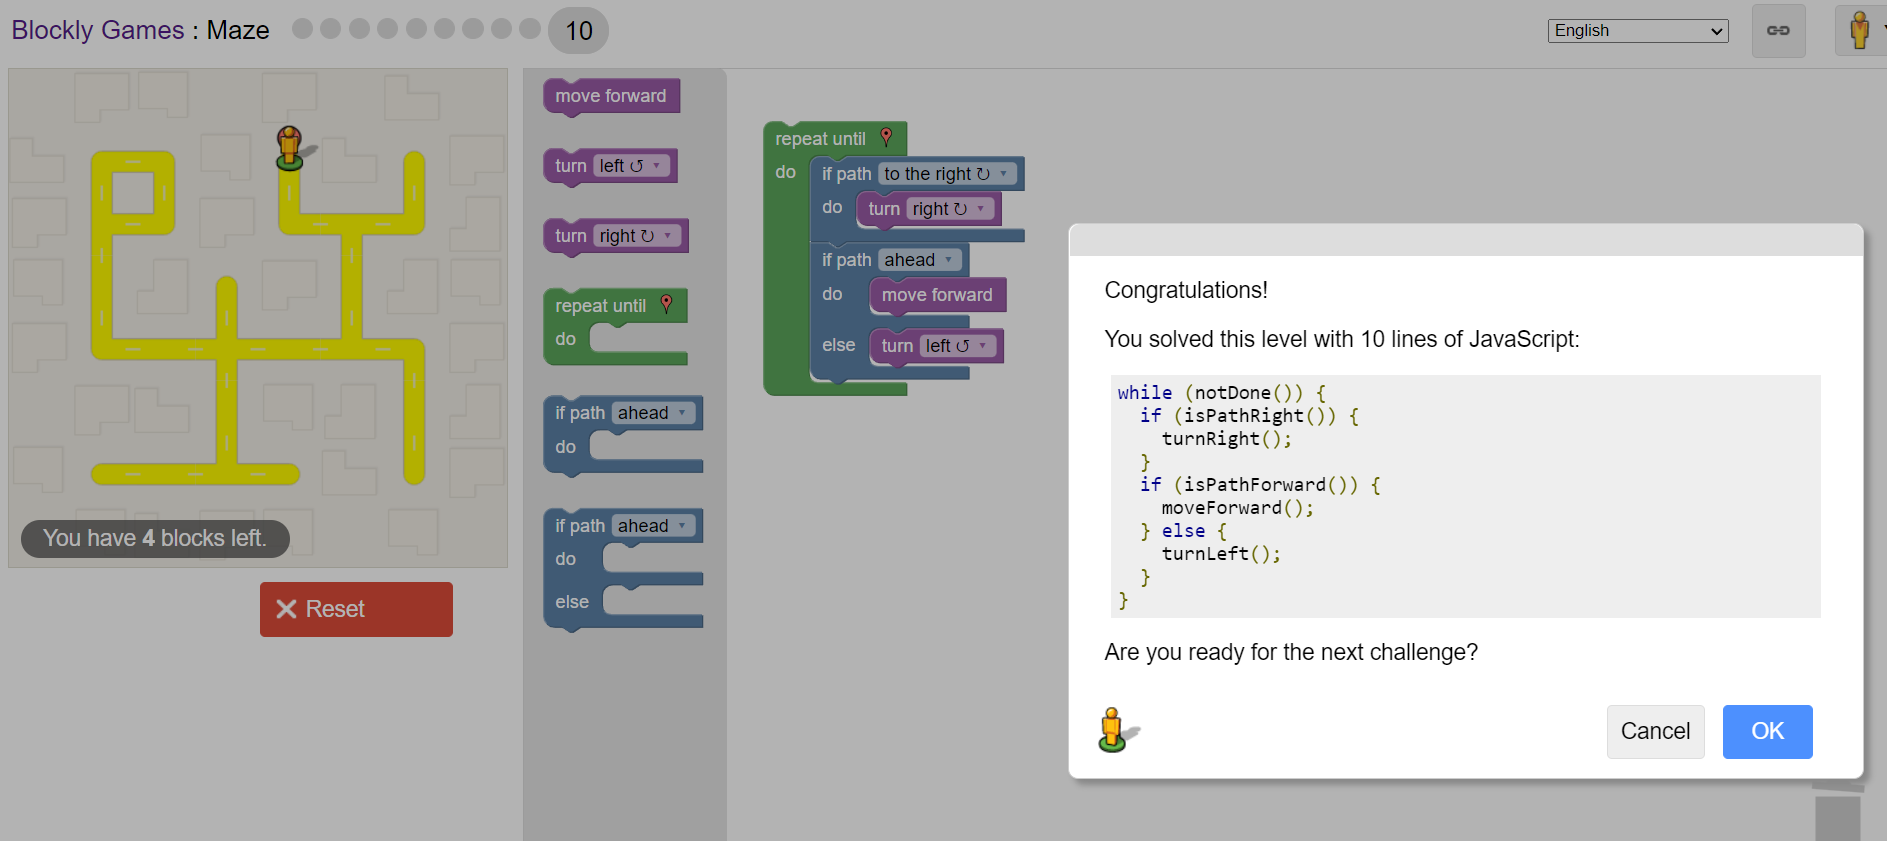 Blockly Games : Maze
10
English
You have 4 blocks left.
Reset
move forward
turn left ↺
turn right ↻
repeat until
do
if path ahead
do
if path ahead
do
else
repeat until
do
if path to the right ↻
do
turn right ↻
if path ahead
do
move forward
else
turn left ↺
Congratulations!
You solved this level with 10 lines of JavaScript:
while (notDone()) {
  if (isPathRight()) {
    turnRight();
  }
  if (isPathForward()) {
    moveForward();
  } else {
    turnLeft();
  }
}
Are you ready for the next challenge?
Cancel
OK